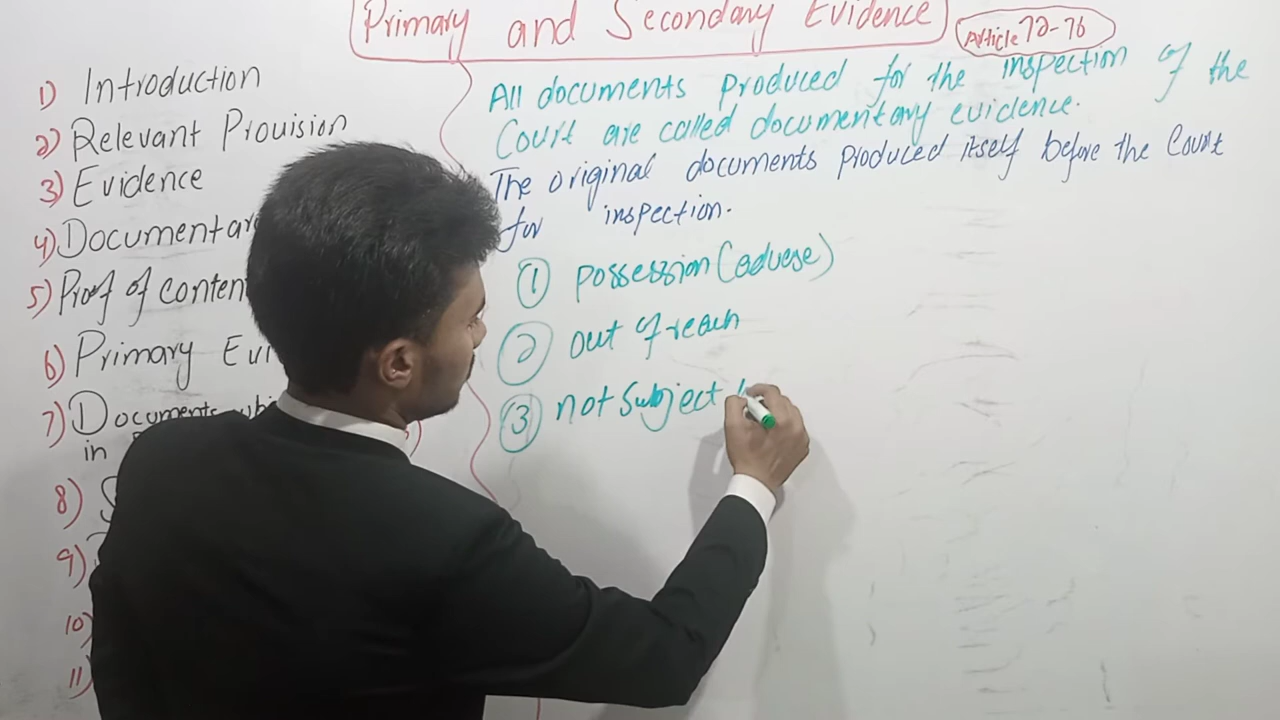 Primary and Secondary Evidence
Article 72-76
1) Introduction
2) Relevant Provision
3) Evidence
4) Documentar
5) Proof of conten
6) Primary Evi
7) Documents whi
in
8) S
9)
10)
11)
All documents produced for the inspection of the
Court are called documentary evidence.
The original documents produced itself before the Court
for inspection.
1 possession (aduese)
2 out of reach
3 not subject